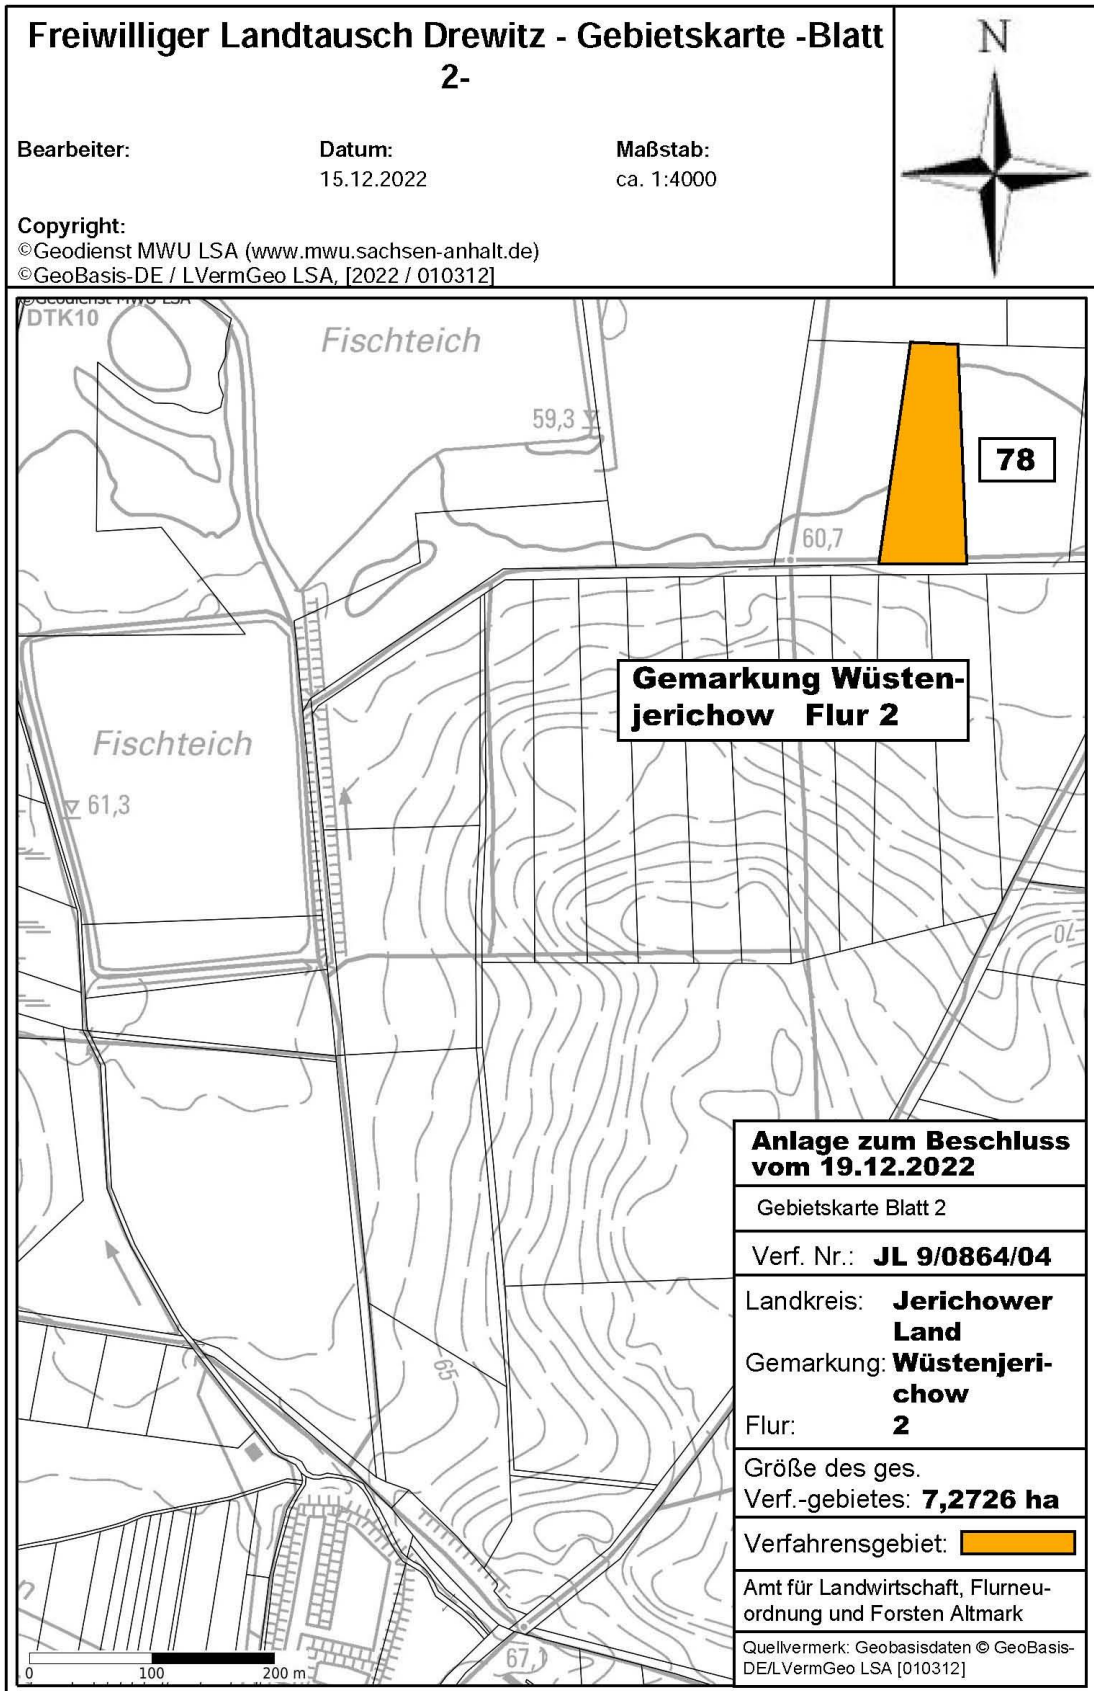 Freiwilliger Landtausch Drewitz - Gebietskarte -Blatt
2-
N
Bearbeiter:
Datum:
Maßstab:
15.12.2022
ca. 1:4000
Copyright:
©Geodienst MWU LSA (www.mwu.sachsen-anhalt.de)
©GeoBasis-DE / LVermGeo LSA, [2022 / 010312]
©Geodienst MWU LSA
DTK10
Fischteich
59,3
78
60,7
Gemarkung Wüsten-
jerichow Flur 2
Fischteich
61,3
70
Anlage zum Beschluss
vom 19.12.2022
Gebietskarte Blatt 2
Verf. Nr.: JL 9/0864/04
Landkreis: Jerichower
Land
Gemarkung: Wüstenjeri-
chow
Flur: 2
65
Größe des ges.
Verf.-gebietes: 7,2726 ha
Verfahrensgebiet:
Amt für Landwirtschaft, Flurneu-
ordnung und Forsten Altmark
Quellvermerk: Geobasisdaten © GeoBasis-
DE/LVermGeo LSA [010312]
n
67,1
0 100 200 m